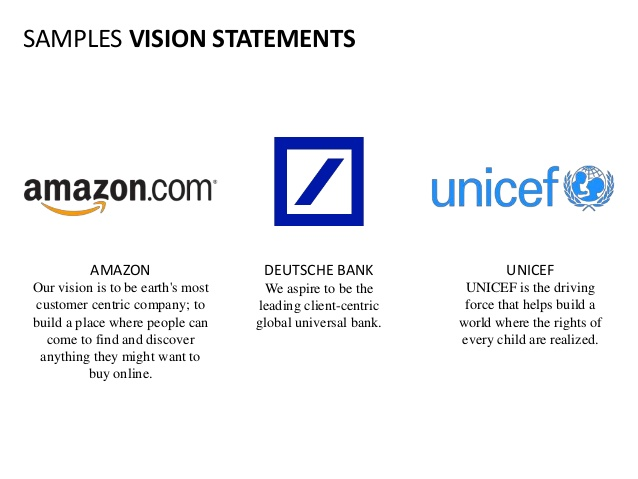 SAMPLES VISION STATEMENTS
amazon.com®
unicef
AMAZON
Our vision is to be earth's most
customer centric company; to
build a place where people can
come to find and discover
anything they might want to
buy online.
DEUTSCHE BANK
We aspire to be the
leading client-centric
global universal bank.
UNICEF
UNICEF is the driving
force that helps build a
world where the rights of
every child are realized.